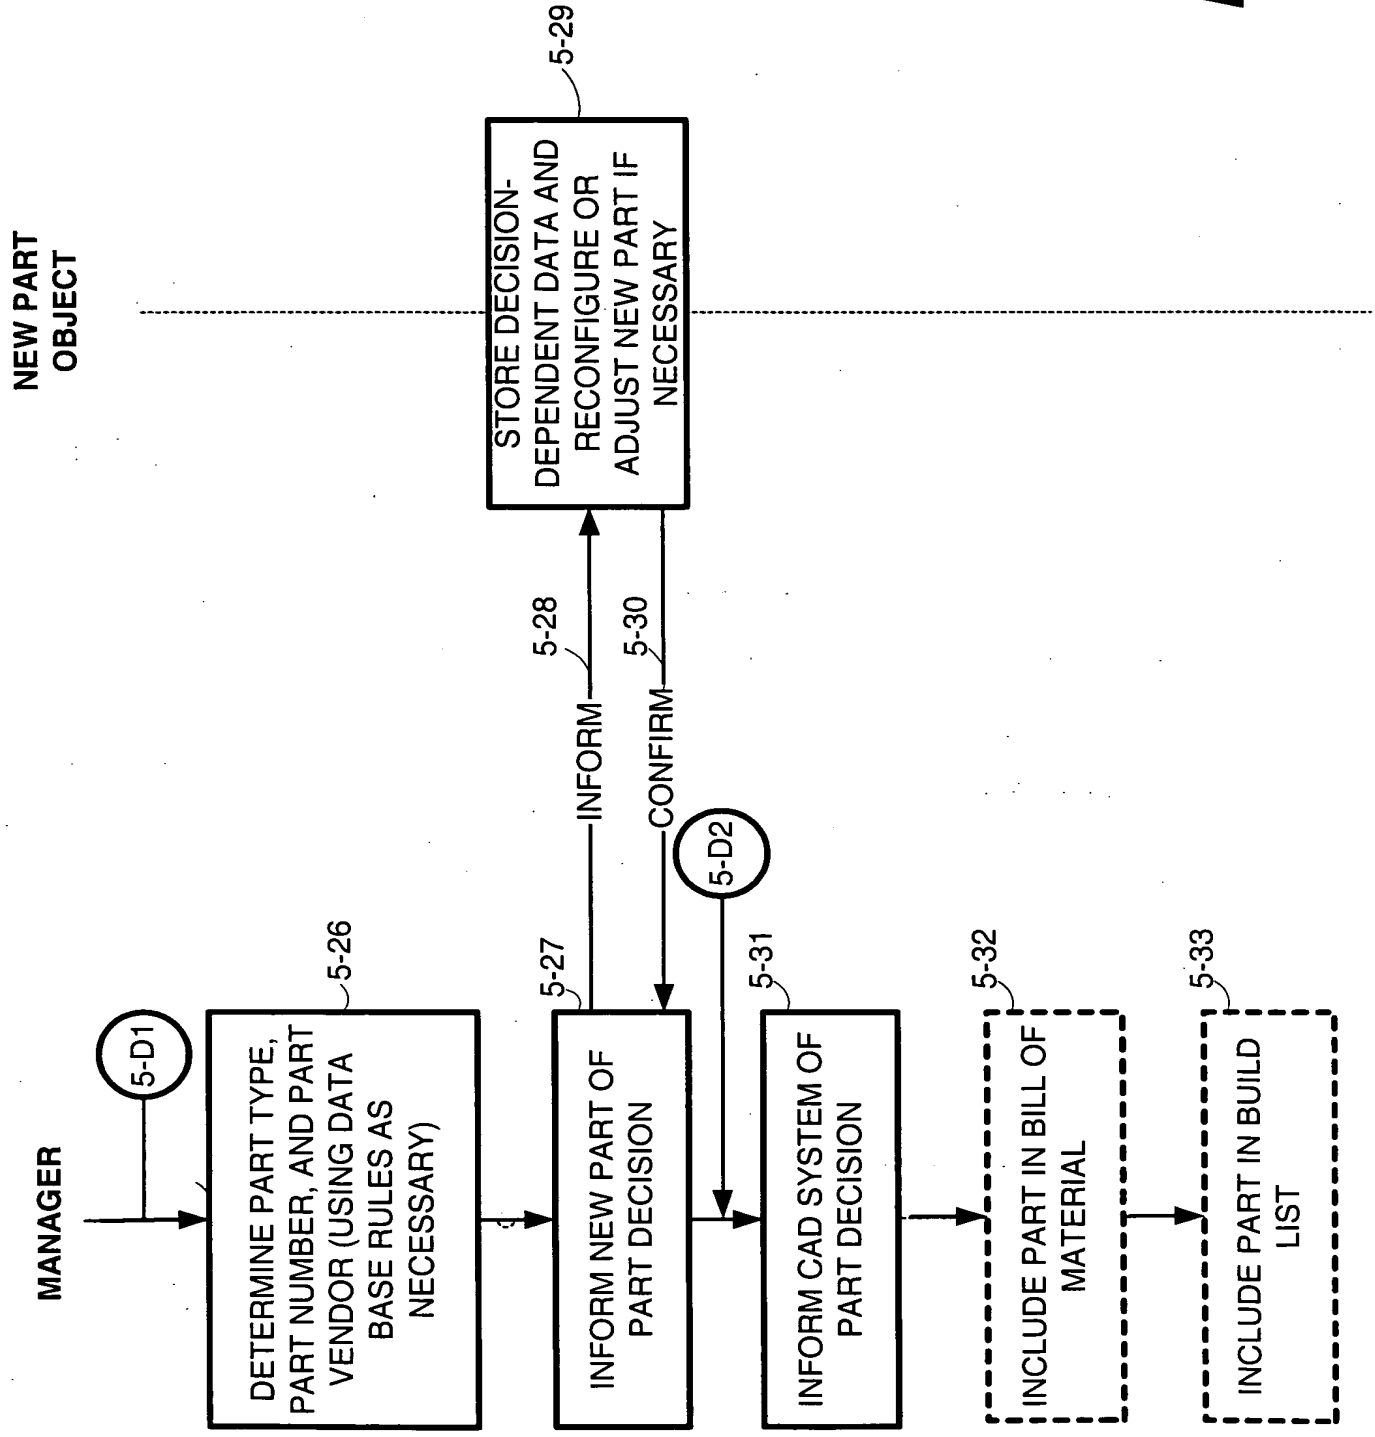 MANAGER
NEW PART
OBJECT
5-D1
5-26
DETERMINE PART TYPE,
PART NUMBER, AND PART
VENDOR (USING DATA
BASE RULES AS
NECESSARY)
5-27
INFORM NEW PART OF
PART DECISION
5-28
INFORM
5-29
STORE DECISION-
DEPENDENT DATA AND
RECONFIGURE OR
ADJUST NEW PART IF
NECESSARY
5-30
CONFIRM
5-D2
5-31
INFORM CAD SYSTEM OF
PART DECISION
5-32
INCLUDE PART IN BILL OF
MATERIAL
5-33
INCLUDE PART IN BUILD
LIST